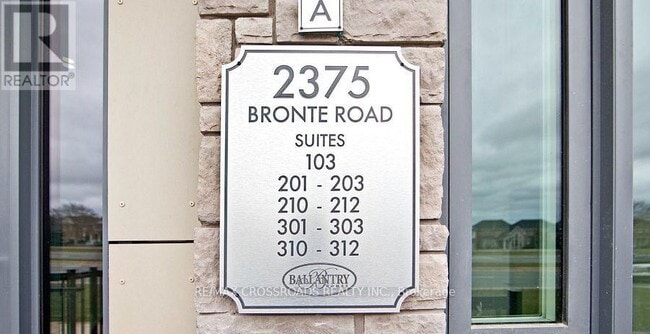 A
R
REALTOR
2375
BRONTE ROAD
SUITES
103
201 - 203
210 - 212
301 - 303
310 - 312
BALLANTRY
RE/MAX CROSSROADS REALTY INC., Brokerage